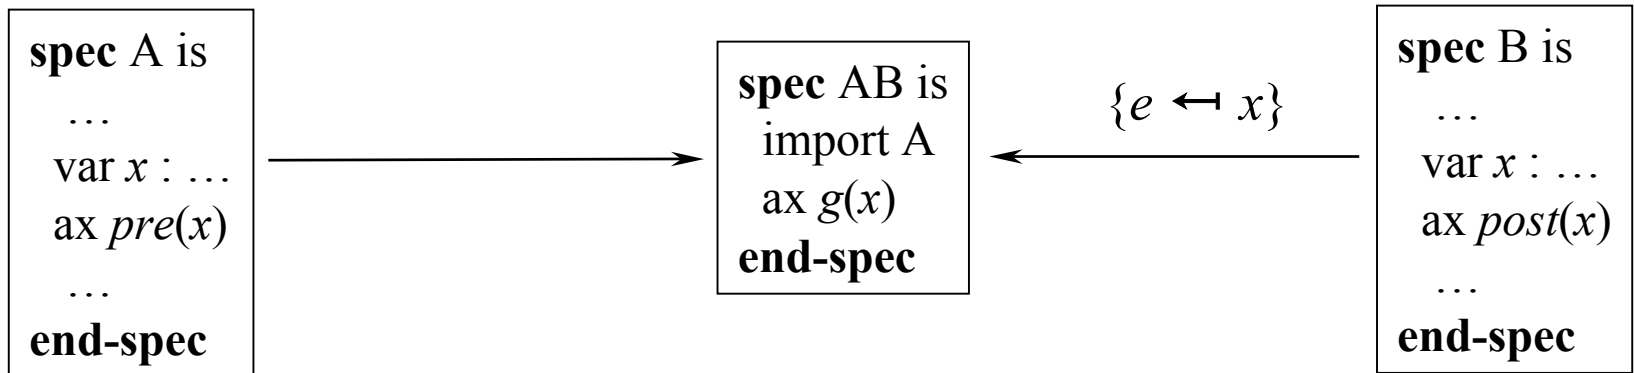 spec A is
…
var x : …
ax pre(x)
…
end-spec
spec AB is
import A
ax g(x)
end-spec
{e ↤ x}
spec B is
…
var x : …
ax post(x)
…
end-spec